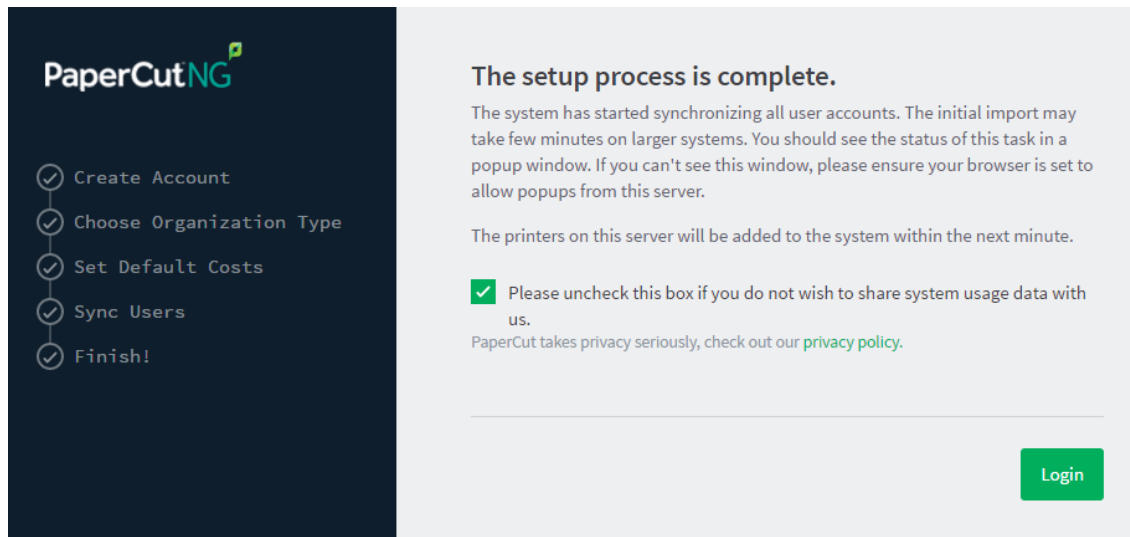 PaperCut NG
Create Account
Choose Organization Type
Set Default Costs
Sync Users
Finish!
The setup process is complete.
The system has started synchronizing all user accounts. The initial import may
take few minutes on larger systems. You should see the status of this task in a
popup window. If you can't see this window, please ensure your browser is set to
allow popups from this server.
The printers on this server will be added to the system within the next minute.
Please uncheck this box if you do not wish to share system usage data with
us.
PaperCut takes privacy seriously, check out our privacy policy.
Login